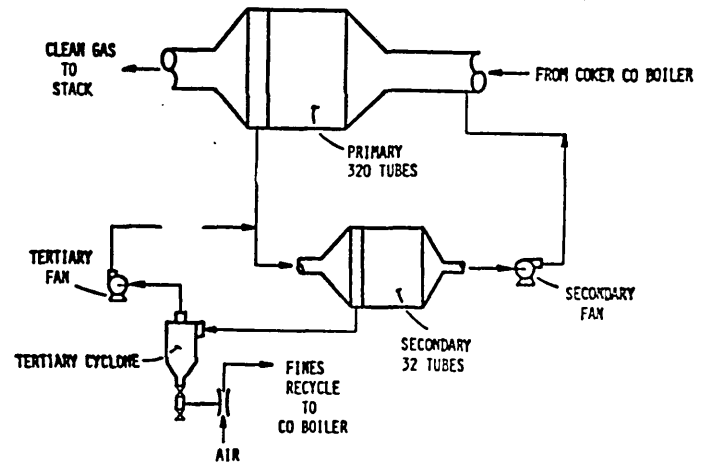 CLEAN GAS
TO
STACK
FROM COKER CO BOILER
PRIMARY
320 TUBES
TERTIARY
FAN
SECONDARY
FAN
SECONDARY
32 TUBES
TERTIARY CYCLONE
FINES
RECYCLE
TO
CO BOILER
AIR